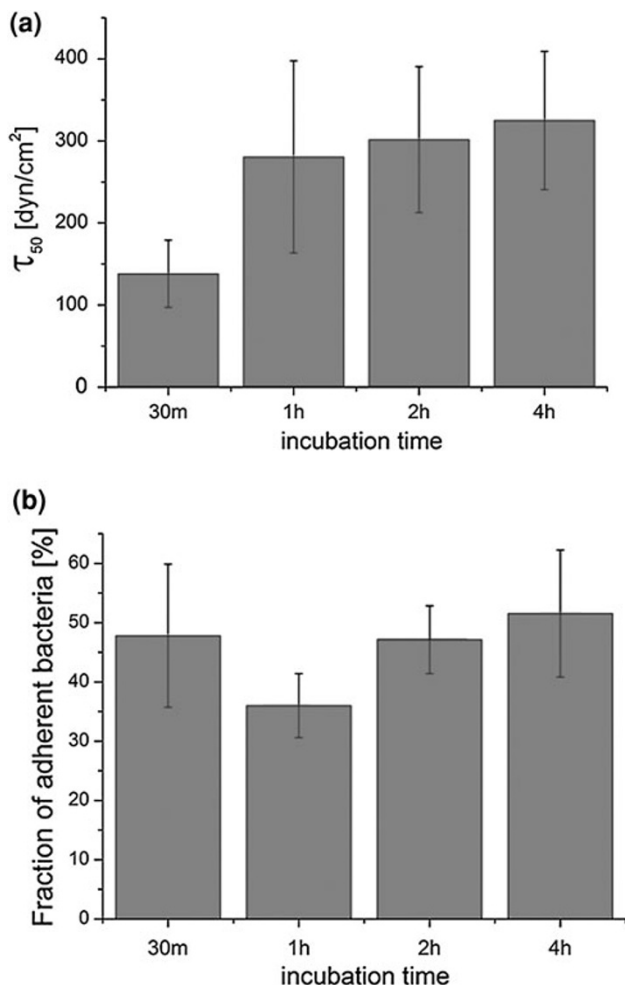 (a)
τ50 [dyn/cm²]
400
300
200
100
0
30m 1h 2h 4h
incubation time
(b)
Fraction of adherent bacteria [%]
60
50
40
30
20
10
0
30m 1h 2h 4h
incubation time